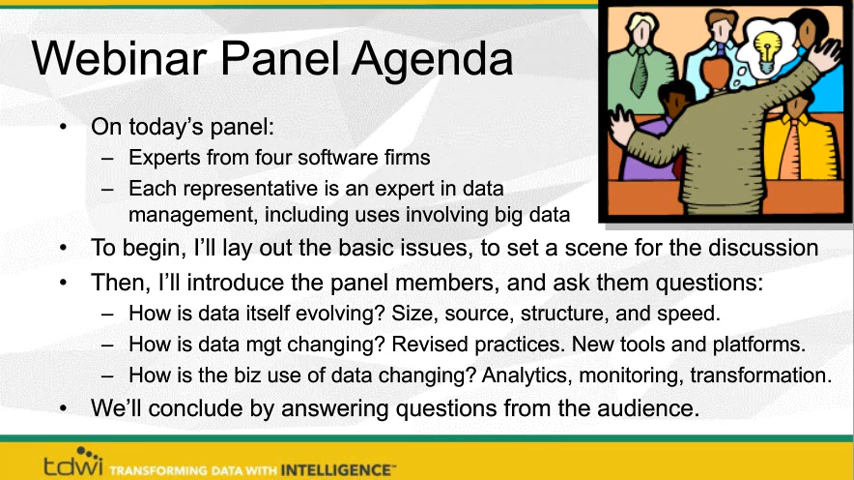 Webinar Panel Agenda
• On today’s panel:
– Experts from four software firms
– Each representative is an expert in data
management, including uses involving big data
• To begin, I’ll lay out the basic issues, to set a scene for the discussion
• Then, I’ll introduce the panel members, and ask them questions:
– How is data itself evolving? Size, source, structure, and speed.
– How is data mgt changing? Revised practices. New tools and platforms.
– How is the biz use of data changing? Analytics, monitoring, transformation.
• We’ll conclude by answering questions from the audience.
tdwi TRANSFORMING DATA WITH INTELLIGENCE™